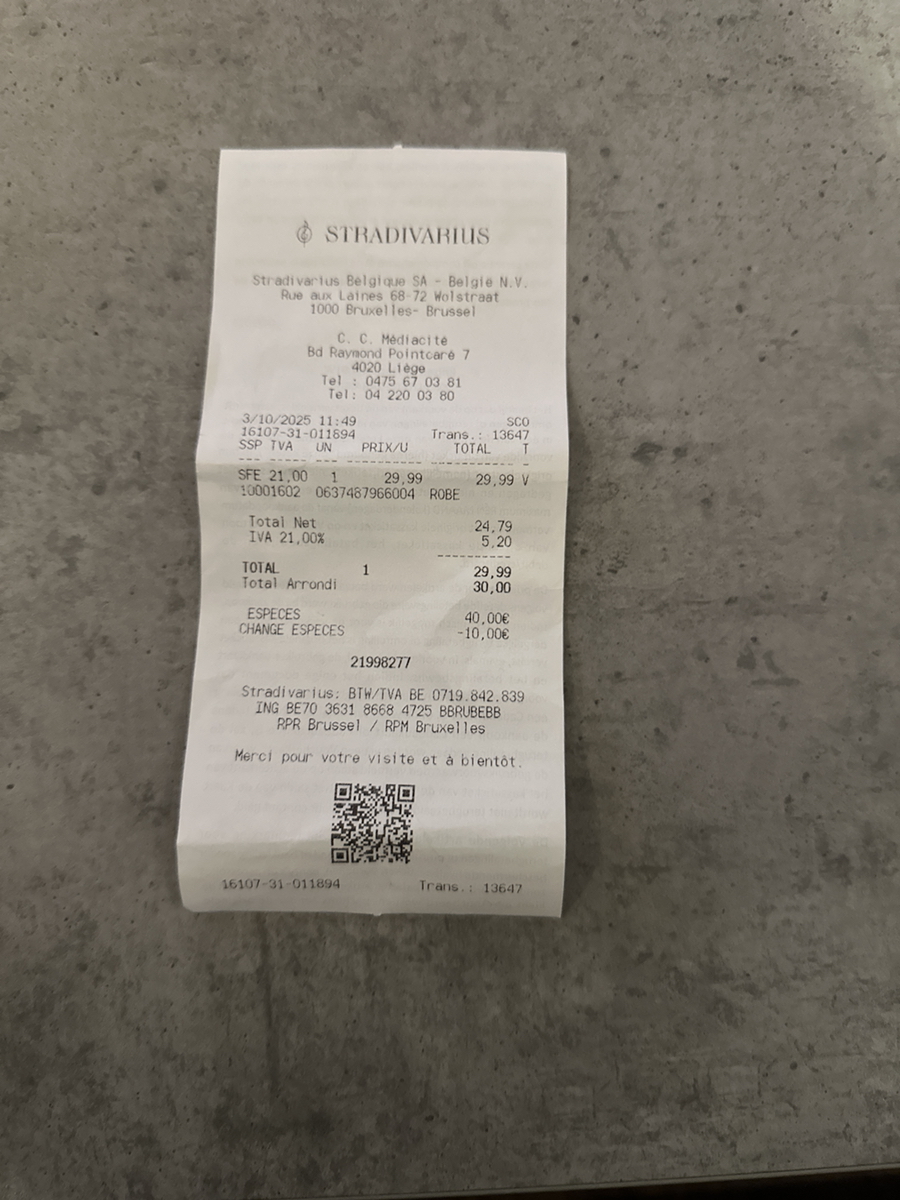 STRADIVARIUS
Stradivarius Belgique SA - België N.V.
Rue aux Laines 68-72 Wolstraat
1000 Bruxelles- Brussel
C. C. Médiacité
Bd Raymond Pointcaré 7
4020 Liège
Tel : 0475 67 03 81
Tel: 04 220 03 80
3/10/2025 11:49 SCO
16107-31-011894 Trans.: 13647
SSP TVA UN PRIX/U TOTAL T
SFE 21,00 1 29,99 29,99 V
10001602 0637487966004 ROBE
Total Net 24,79
IVA 21,00% 5,20
TOTAL 1 29,99
Total Arrondi 30,00
ESPECES 40,00€
CHANGE ESPECES -10,00€
21998277
Stradivarius: BTW/TVA BE 0719.842.839
ING BE70 3631 8668 4725 BBRUBEBB
RPR Brussel / RPM Bruxelles
Merci pour votre visite et à bientôt.
16107-31-011894 Trans.: 13647